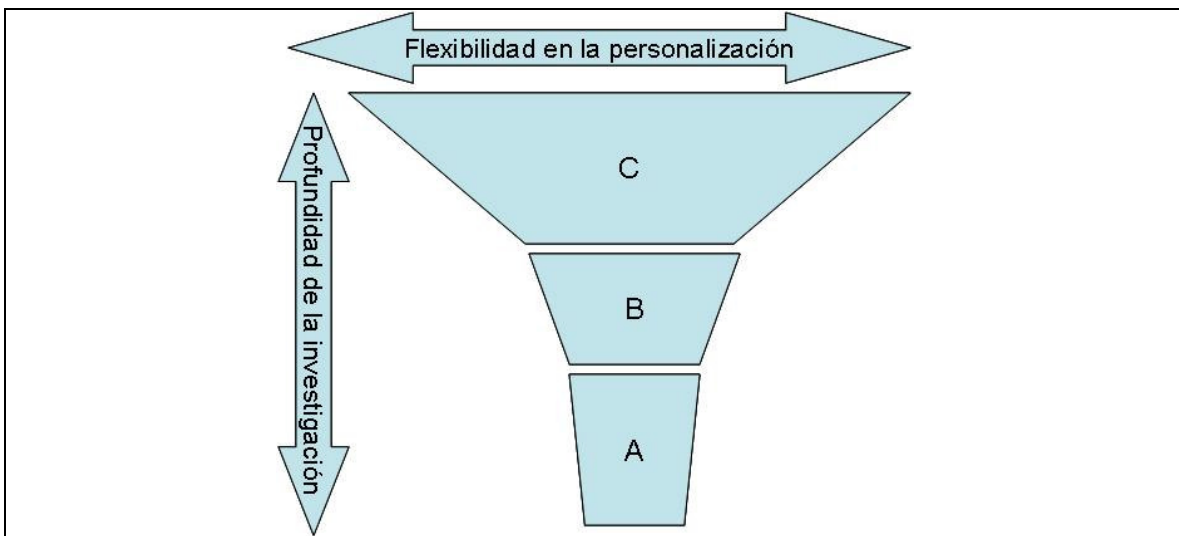 Flexibilidad en la personalización
Profundidad de la investigación
C
B
A